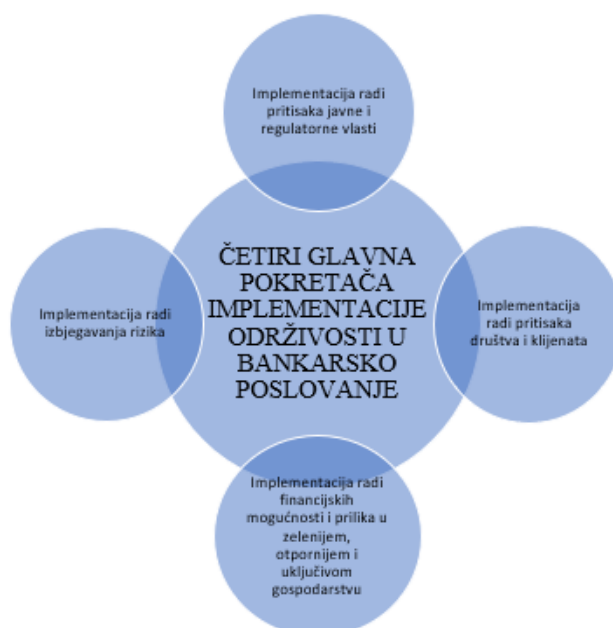 Implementacija radi
pritisaka javne i
regulatorne vlasti
ČETIRI GLAVNA
POKRETAČA
IMPLEMENTACIJE
ODRŽIVOSTI U
BANKARSKO
POSLOVANJE
Implementacija radi
izbjegavanja rizika
Implementacija
radi pritisaka
društva i klijenata
Implementacija radi
financijskih
mogućnosti i prilika u
zelenijem,
otpornijem i
uključivom
gospodarstvu